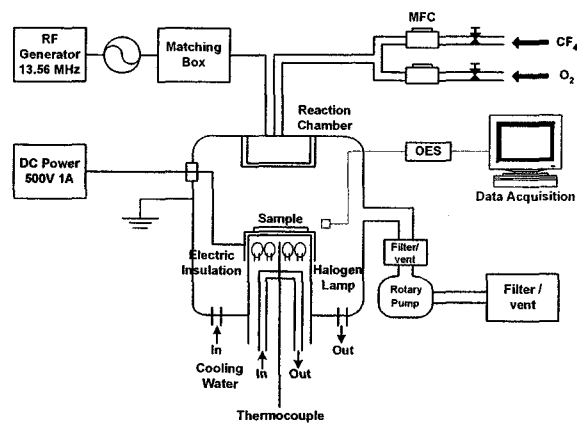 RF
Generator
13.56 MHz
Matching
Box
MFC
CF4
O2
Reaction
Chamber
DC Power
500V 1A
OES
Data Acquisition
Sample
Electric
Insulation
Halogen
Lamp
Filter/
vent
Rotary
Pump
Filter /
vent
In
Cooling
Water
In
Out
Out
Thermocouple